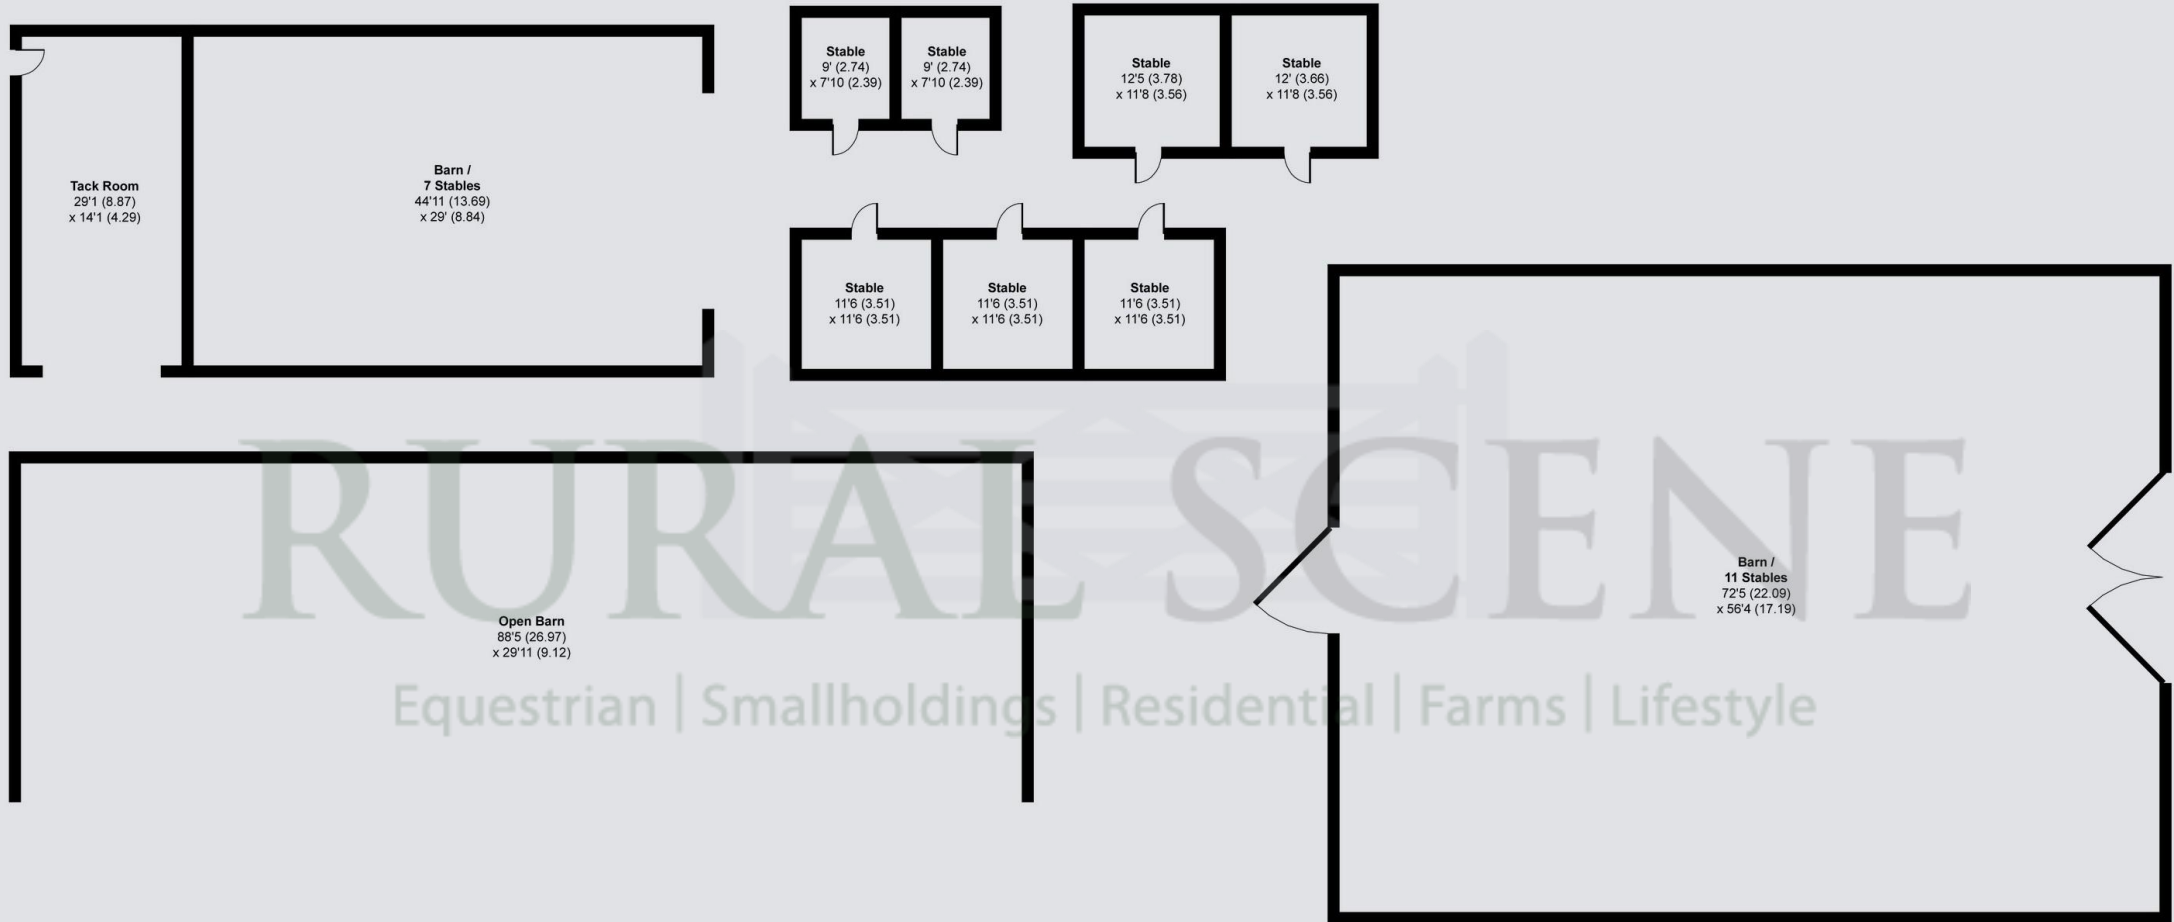 Stable
9' (2.74)
x 7'10 (2.39)
Stable
9' (2.74)
x 7'10 (2.39)
Stable
12'5 (3.78)
x 11'8 (3.56)
Stable
12' (3.66)
x 11'8 (3.56)
Tack Room
29'1 (8.87)
x 14'1 (4.29)
Barn /
7 Stables
44'11 (13.69)
x 29' (8.84)
Stable
11'6 (3.51)
x 11'6 (3.51)
Stable
11'6 (3.51)
x 11'6 (3.51)
Stable
11'6 (3.51)
x 11'6 (3.51)
RURAL SCENE
Equestrian | Smallholdings | Residential | Farms | Lifestyle
Open Barn
88'5 (26.97)
x 29'11 (9.12)
Barn /
11 Stables
72'5 (22.09)
x 56'4 (17.19)